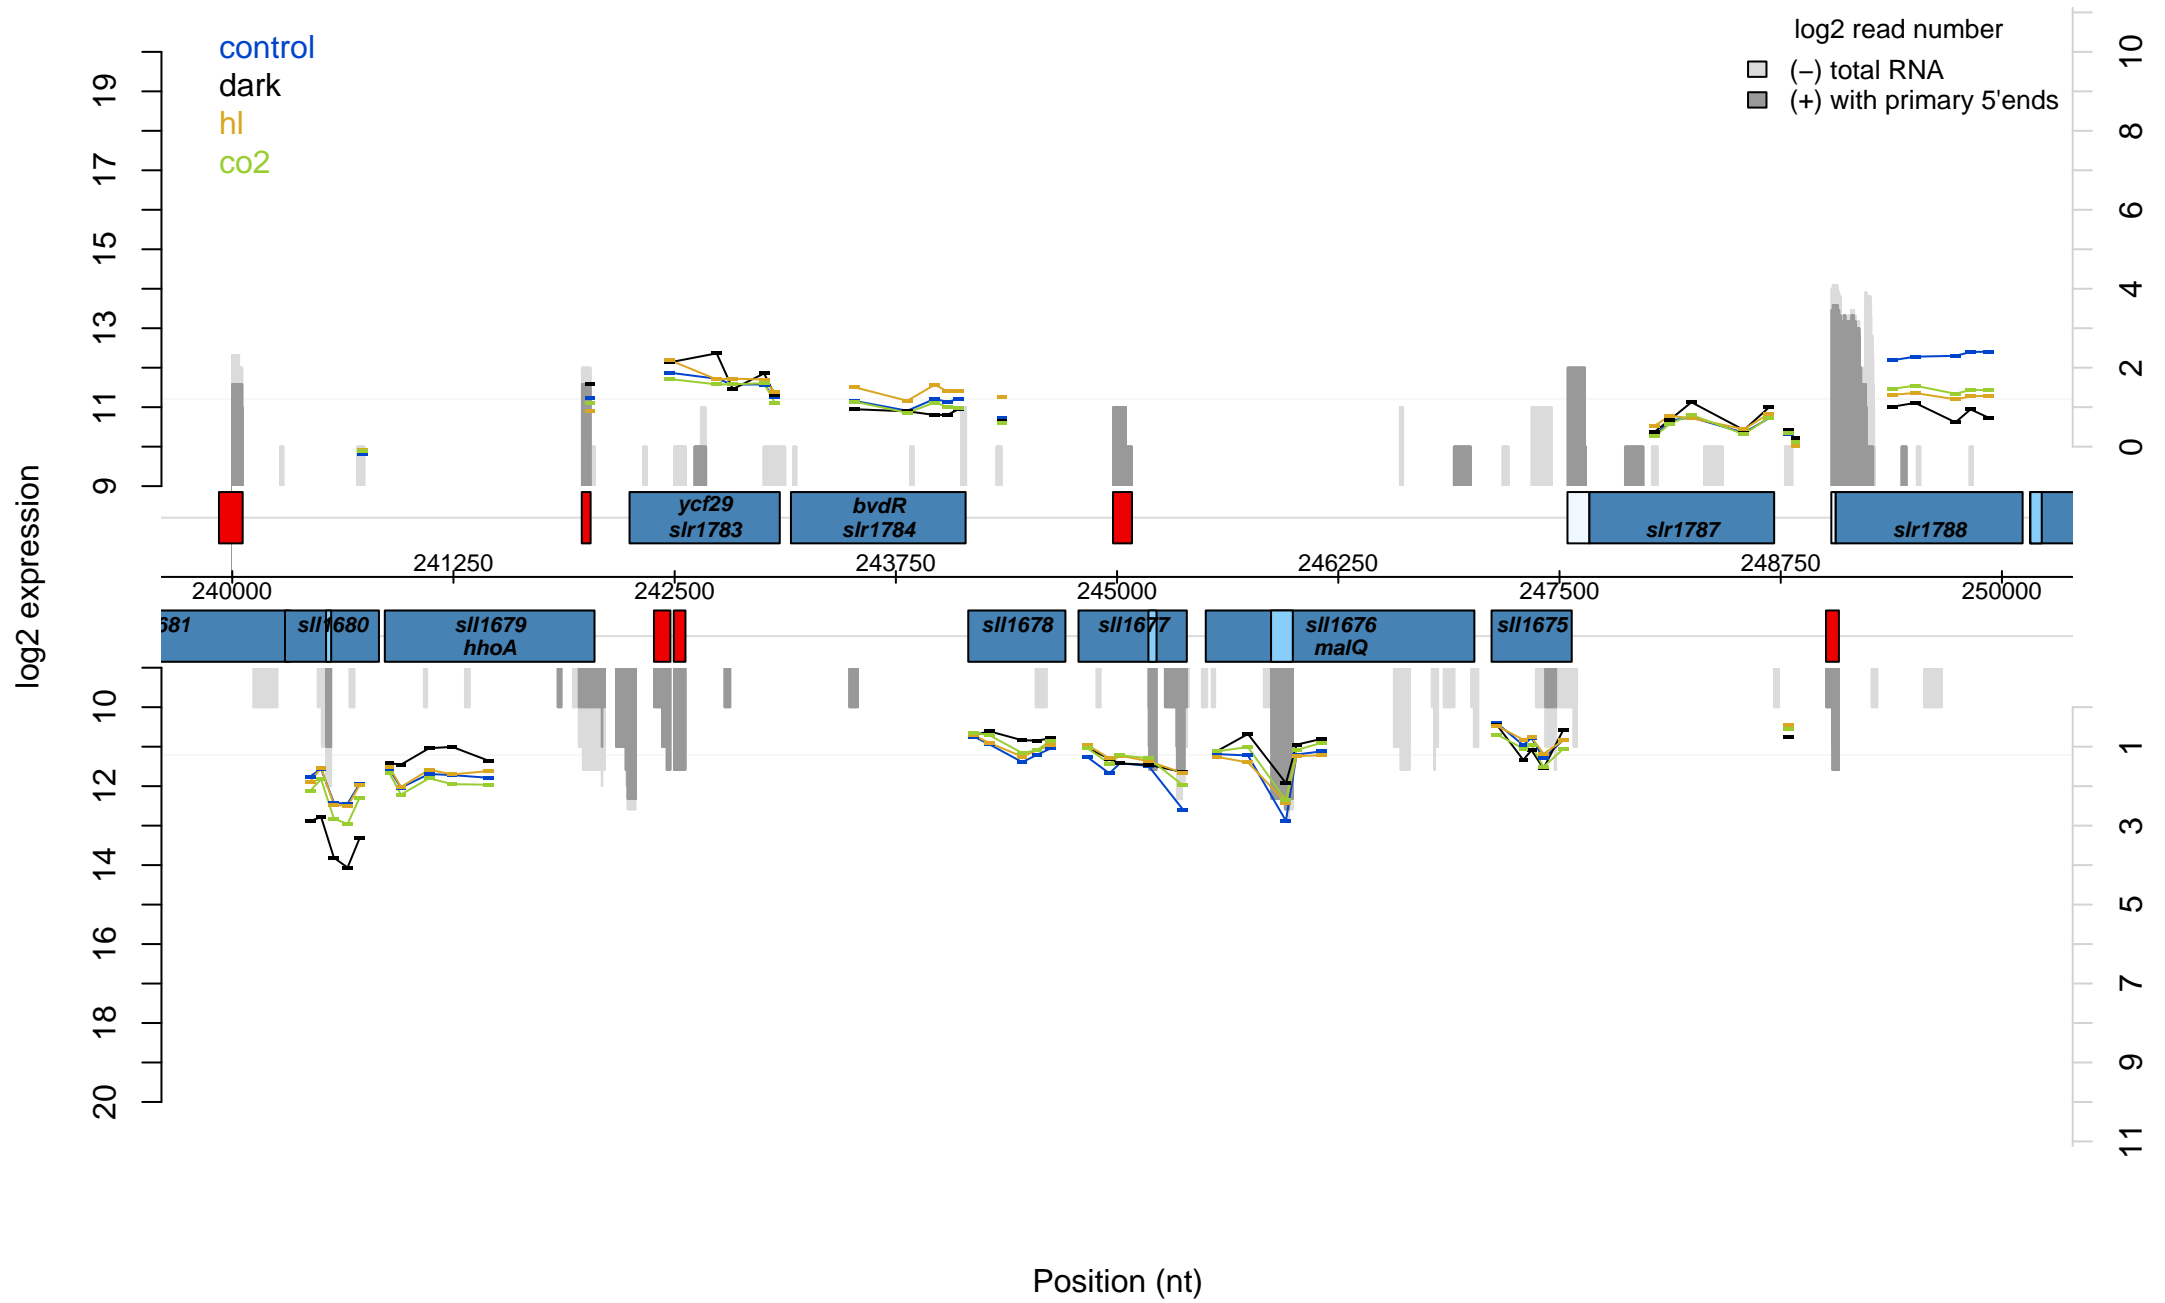 control
dark
hl
co2
log2 read number
(−) total RNA
(+) with primary 5'ends
19
17
15
13
11
9
10
8
6
4
2
0
log2 expression
ycf29
slr1783
bvdR
slr1784
slr1787
slr1788
241250
243750
246250
248750
240000
242500
245000
247500
250000
681
sll1680
sll1679
hhoA
sll1678
sll1677
sll1676
malQ
sll1675
10
12
14
16
18
20
1
3
5
7
9
11
Position (nt)